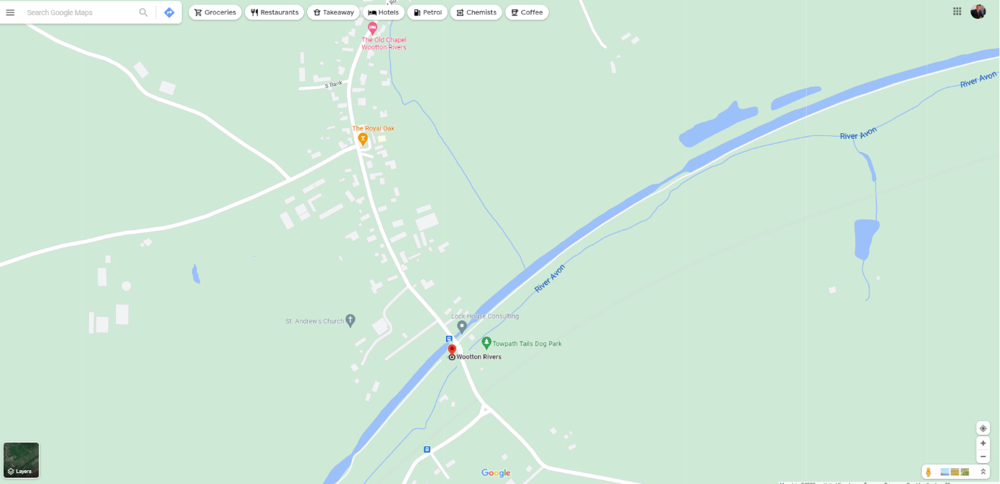 Search Google Maps
Groceries
Restaurants
Takeaway
Hotels
Petrol
Chemists
Coffee
The Old Chapel
Wootton Rivers
S Bank
River Avon
River Avon
The Royal Oak
River Avon
Lock House Consulting
St. Andrew's Church
Towpath Tails Dog Park
Wootton Rivers
Layers
Google